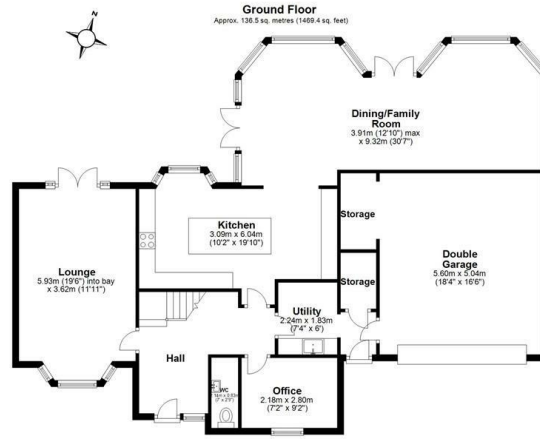 Ground Floor
Approx. 136.5 sq. metres (1469.4 sq. feet)
N
Dining/Family
Room
3.91m (12'10") max
x 9.32m (30'7")
Kitchen
3.09m x 6.04m
(10'2" x 19'10")
Storage
Double
Garage
5.60m x 5.04m
(18'4" x 16'6")
Lounge
5.93m (19'6") into bay
x 3.62m (11'11")
Storage
Utility
2.24m x 1.83m
(7'4" x 6')
Hall
WC
Office
2.18m x 2.80m
(7'2" x 9'2")